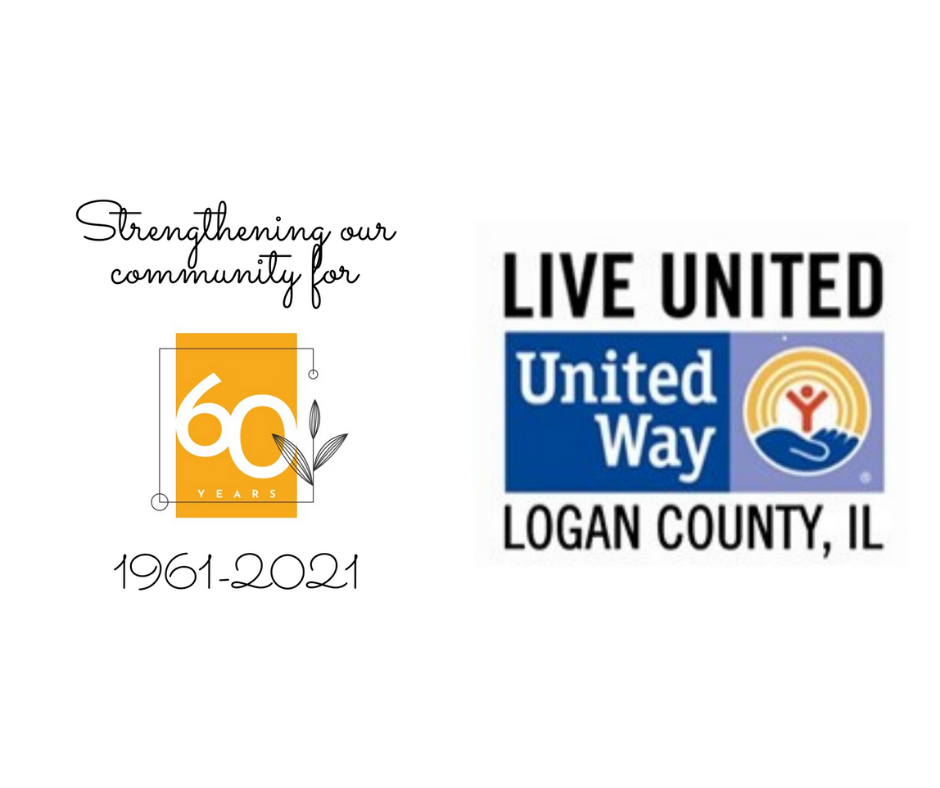 Strengthening our
community for
60
YEARS
1961-2021
LIVE UNITED
United
Way
®
LOGAN COUNTY, IL